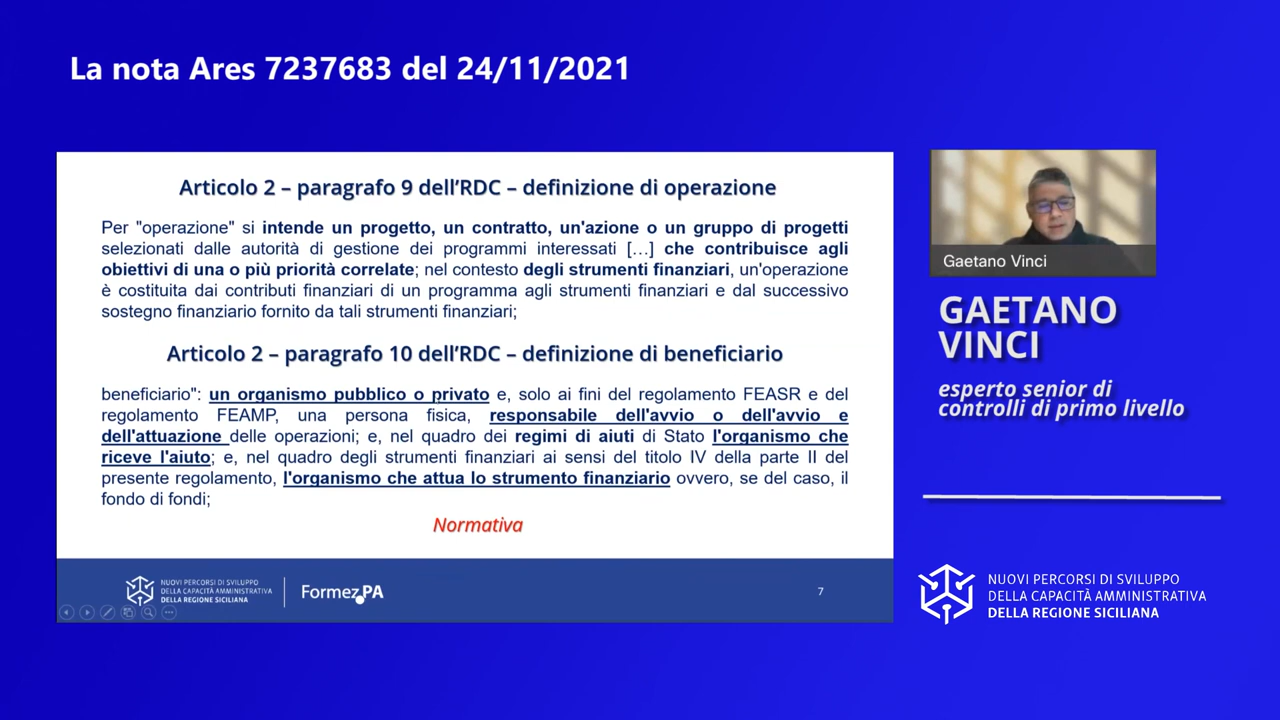 La nota Ares 7237683 del 24/11/2021
Articolo 2 – paragrafo 9 dell'RDC – definizione di operazione
Per "operazione" si intende un progetto, un contratto, un'azione o un gruppo di progetti
selezionati dalle autorità di gestione dei programmi interessati […] che contribuisce agli
obiettivi di una o più priorità correlate; nel contesto degli strumenti finanziari, un'operazione
è costituita dai contributi finanziari di un programma agli strumenti finanziari e dal successivo
sostegno finanziario fornito da tali strumenti finanziari;
Articolo 2 – paragrafo 10 dell'RDC – definizione di beneficiario
beneficiario": un organismo pubblico o privato e, solo ai fini del regolamento FEASR e del
regolamento FEAMP, una persona fisica, responsabile dell'avvio o dell'avvio e
dell'attuazione delle operazioni; e, nel quadro dei regimi di aiuti di Stato l'organismo che
riceve l'aiuto; e, nel quadro degli strumenti finanziari ai sensi del titolo IV della parte II del
presente regolamento, l'organismo che attua lo strumento finanziario ovvero, se del caso, il
fondo di fondi;
Normativa
NUOVI PERCORSI DI SVILUPPO
DELLA CAPACITÀ AMMINISTRATIVA
DELLA REGIONE SICILIANA
Formez PA
7
Gaetano Vinci
GAETANO
VINCI
esperto senior di
controlli di primo livello
NUOVI PERCORSI DI SVILUPPO
DELLA CAPACITÀ AMMINISTRATIVA
DELLA REGIONE SICILIANA